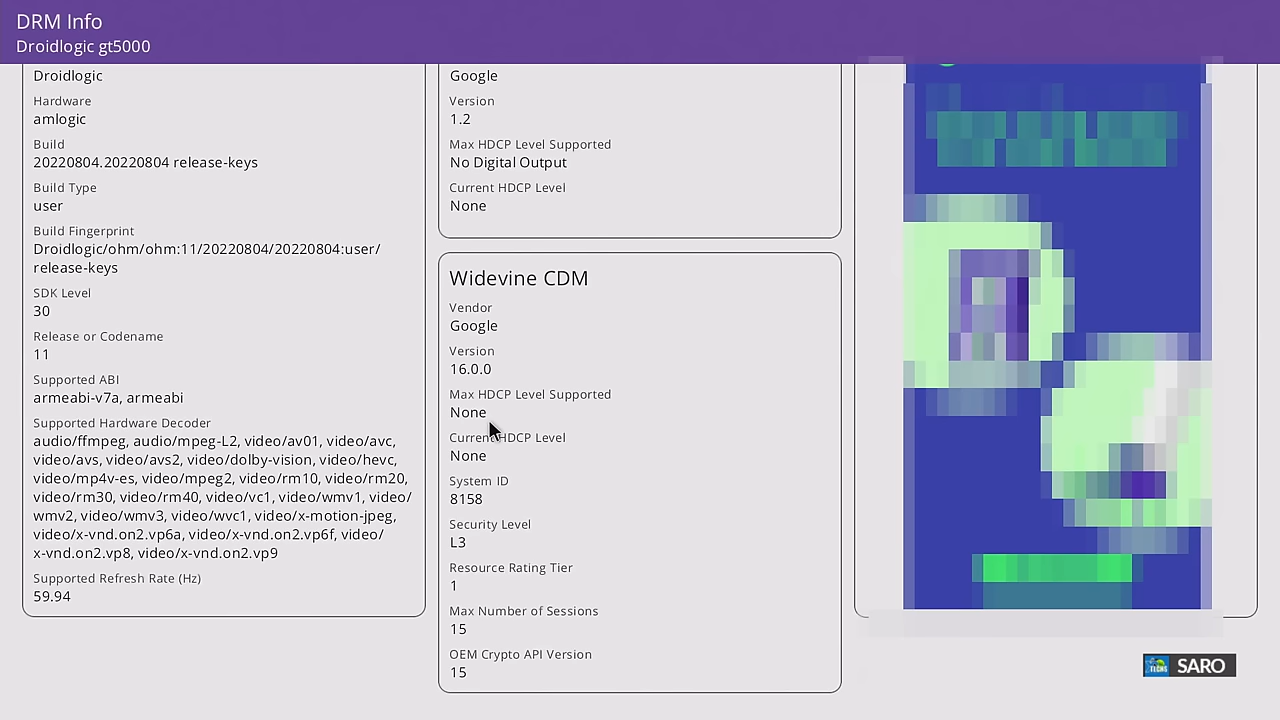 DRM Info
Droidlogic gt5000
Droidlogic
Hardware
amlogic
Build
20220804.20220804 release-keys
Build Type
user
Build Fingerprint
Droidlogic/ohm/ohm:11/20220804/20220804:user/
release-keys
SDK Level
30
Release or Codename
11
Supported ABI
armeabi-v7a, armeabi
Supported Hardware Decoder
audio/ffmpeg, audio/mpeg-L2, video/av01, video/avc,
video/avs, video/avs2, video/dolby-vision, video/hevc,
video/mp4v-es, video/mpeg2, video/rm10, video/rm20,
video/rm30, video/rm40, video/vc1, video/wmv1, video/
wmv2, video/wmv3, video/wvc1, video/x-motion-jpeg,
video/x-vnd.on2.vp6a, video/x-vnd.on2.vp6f, video/
x-vnd.on2.vp8, video/x-vnd.on2.vp9
Supported Refresh Rate (Hz)
59.94
Google
Version
1.2
Max HDCP Level Supported
No Digital Output
Current HDCP Level
None
Widevine CDM
Vendor
Google
Version
16.0.0
Max HDCP Level Supported
None
Current HDCP Level
None
System ID
8158
Security Level
L3
Resource Rating Tier
1
Max Number of Sessions
15
OEM Crypto API Version
15
SARO